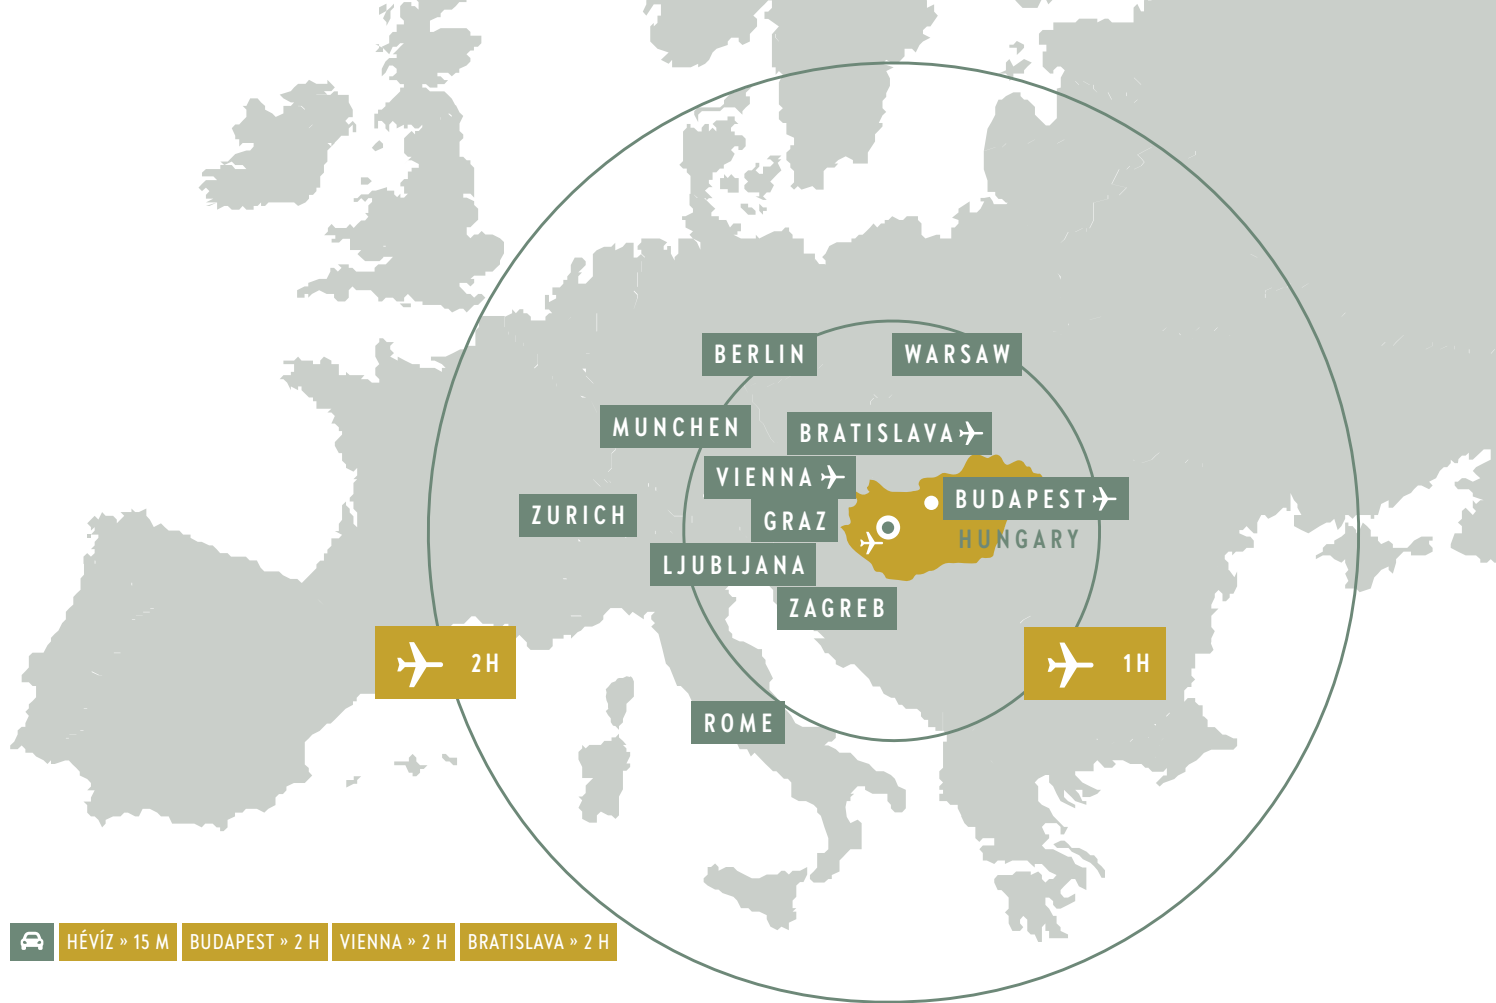 BERLIN
WARSAW
MUNCHEN
BRATISLAVA
VIENNA
BUDAPEST
ZURICH
GRAZ
HUNGARY
LJUBLJANA
ZAGREB
2H
1H
ROME
HÉVÍZ » 15 M
BUDAPEST » 2 H
VIENNA » 2 H
BRATISLAVA » 2 H